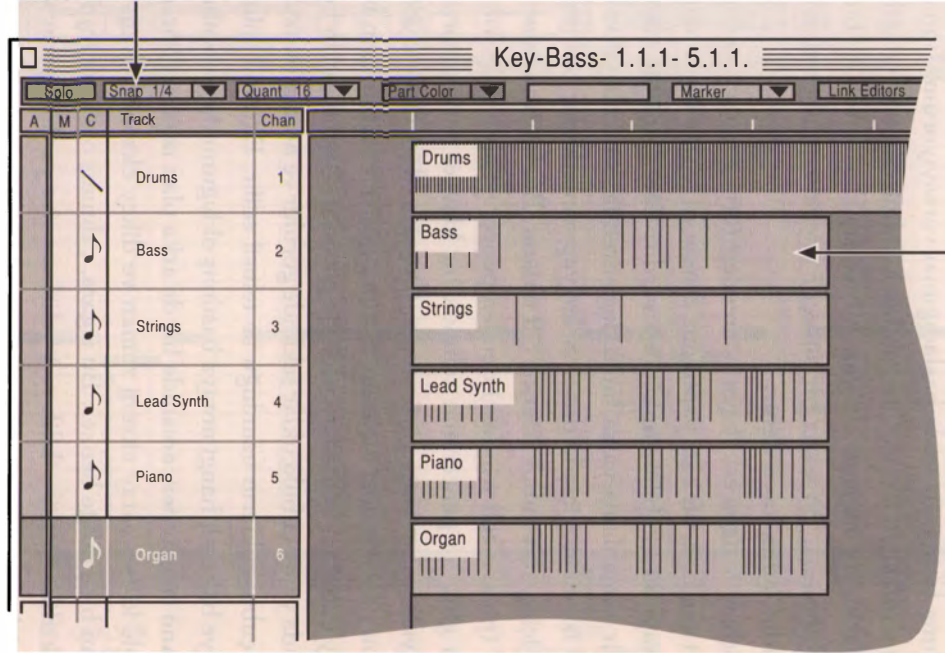 Key-Bass- 1.1.1- 5.1.1.
Solo Snap 1/4 Quant 16 Part Color Marker Link Editors
A M C Track Chan
Drums 1 Drums
Bass 2 Bass
Strings 3 Strings
Lead Synth 4 Lead Synth
Piano 5 Piano
Organ 6 Organ